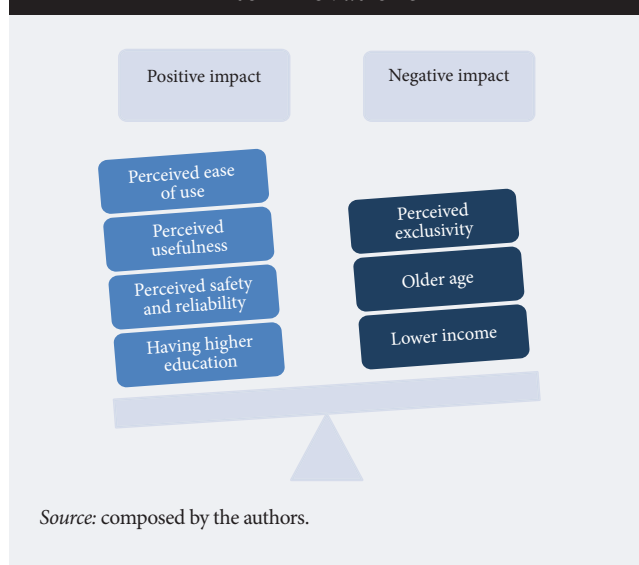 Positive impact
Negative impact
Perceived ease
of use
Perceived
usefulness
Perceived safety
and reliability
Having higher
education
Perceived
exclusivity
Older age
Lower income
Source: composed by the authors.